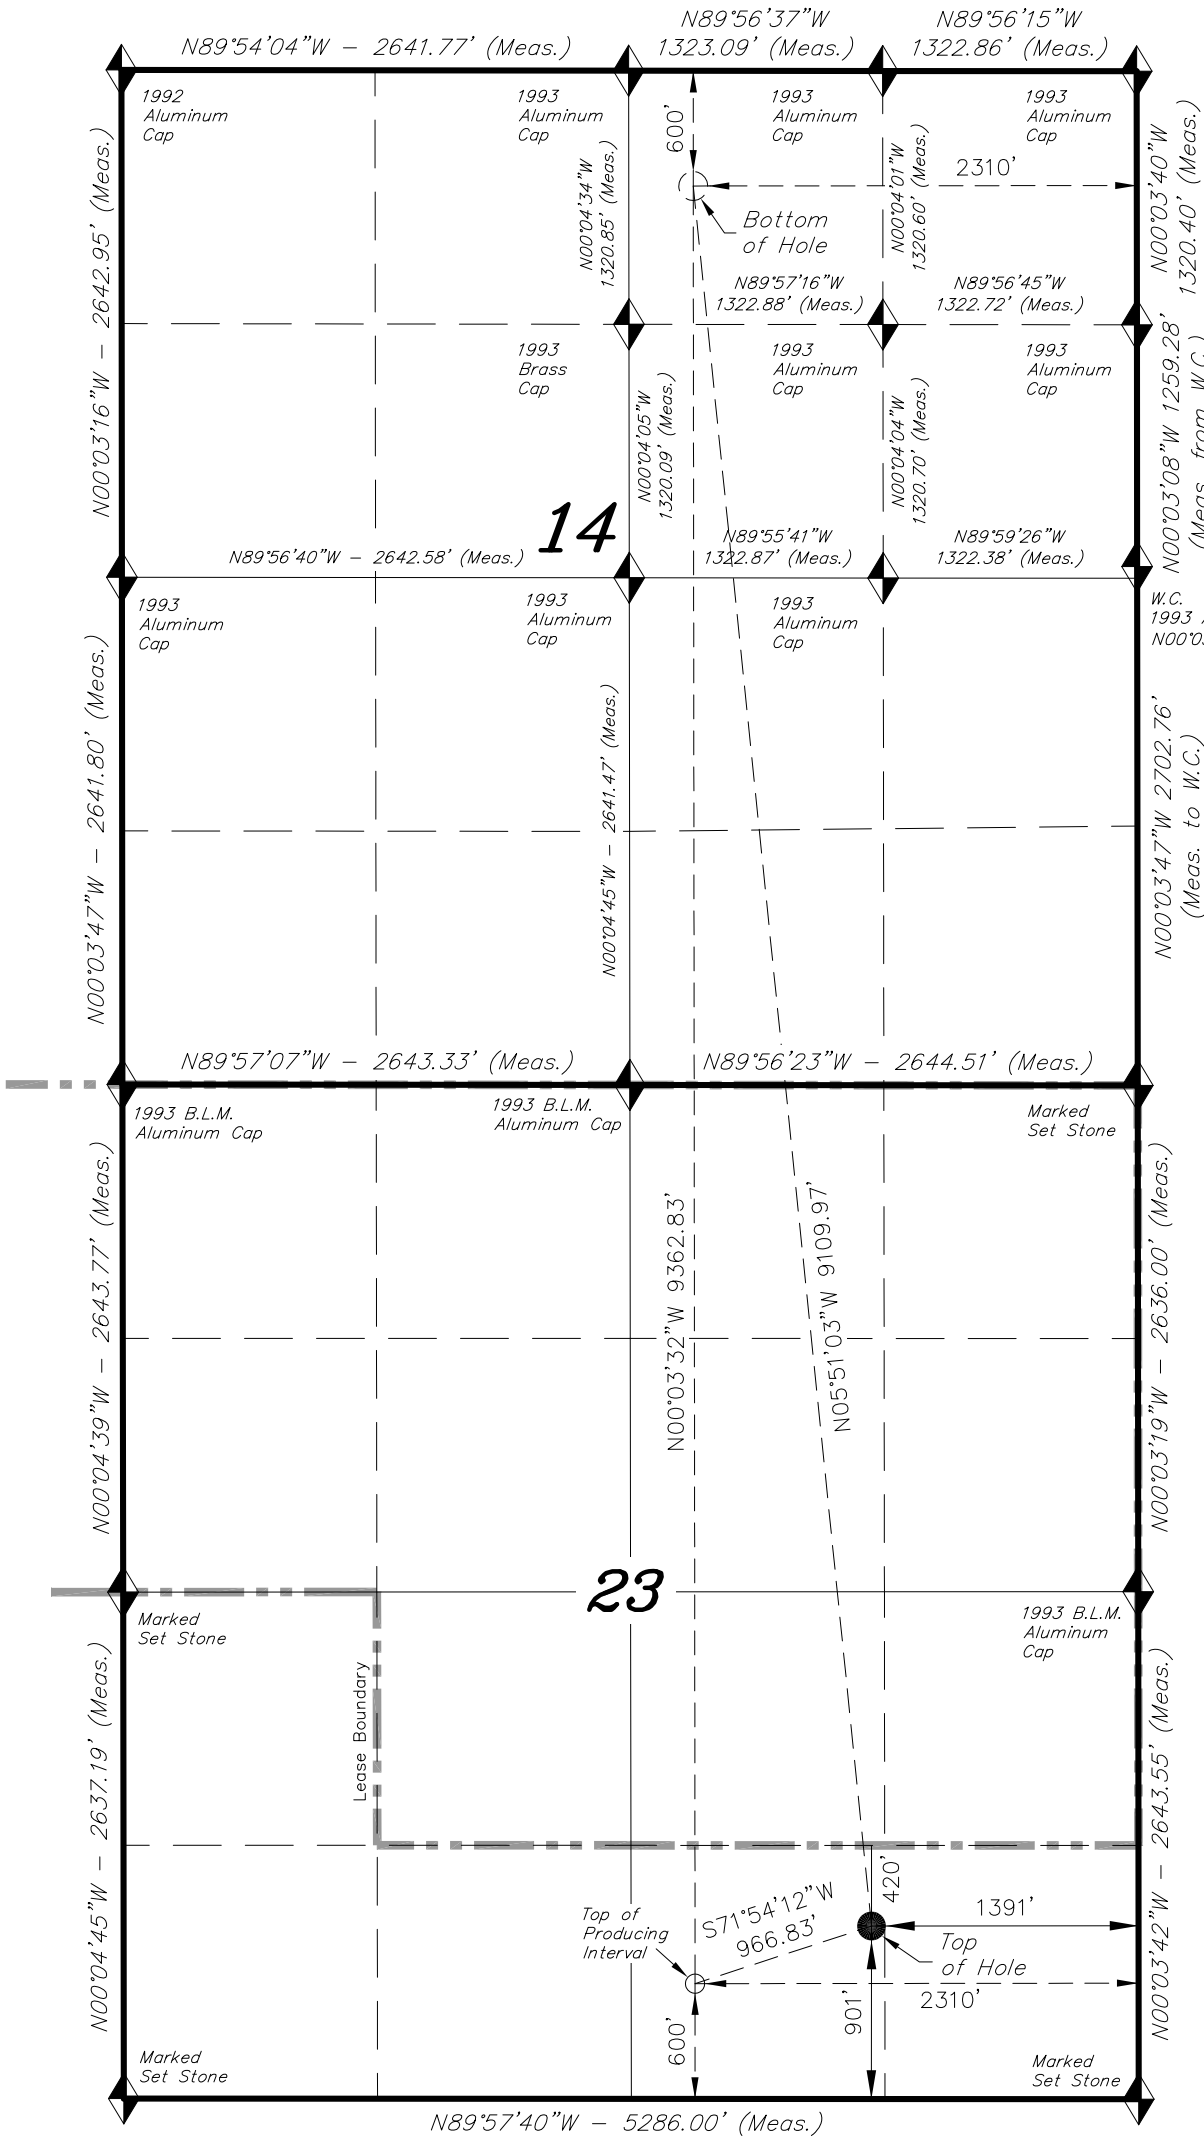 N89°54'04"W - 2641.77' (Meas.)
N89°56'37"W
1323.09' (Meas.)
N89°56'15"W
1322.86' (Meas.)
1992
Aluminum
Cap
1993
Aluminum
Cap
1993
Aluminum
Cap
1993
Aluminum
Cap
600'
2310'
Bottom
of Hole
N00°03'16"W - 2642.95' (Meas.)
N00°04'34"W
1320.85' (Meas.)
N00°04'01"W
1320.60' (Meas.)
N00°03'40"W
1320.40' (Meas.)
N89°57'16"W
1322.88' (Meas.)
N89°56'45"W
1322.72' (Meas.)
1993
Brass
Cap
1993
Aluminum
Cap
1993
Aluminum
Cap
N00°04'05"W
1320.09' (Meas.)
N00°04'04"W
1320.70' (Meas.)
N00°03'08"W 1259.28'
(Meas. from W.C.)
14
N89°56'40"W - 2642.58' (Meas.)
N89°55'41"W
1322.87' (Meas.)
N89°59'26"W
1322.38' (Meas.)
1993
Aluminum
Cap
1993
Aluminum
Cap
1993
Aluminum
Cap
W.C.
1993
N00°03
N00°03'47"W - 2641.80' (Meas.)
N00°04'45"W - 2641.47' (Meas.)
N00°03'47"W 2702.76'
(Meas. to W.C.)
N89°57'07"W - 2643.33' (Meas.)
N89°56'23"W - 2644.51' (Meas.)
1993 B.L.M.
Aluminum Cap
1993 B.L.M.
Aluminum Cap
Marked
Set Stone
N00°04'39"W - 2643.77' (Meas.)
N00°03'32"W 9362.83'
N05°51'03"W 9109.97'
N00°03'19"W - 2636.00' (Meas.)
23
Marked
Set Stone
1993 B.L.M.
Aluminum
Cap
Lease Boundary
N00°04'45"W - 2637.19' (Meas.)
N00°03'42"W - 2643.55' (Meas.)
420'
1391'
S71°54'12"W
966.83'
Top of
Producing
Interval
Top
of Hole
2310'
901'
600'
Marked
Set Stone
Marked
Set Stone
N89°57'40"W - 5286.00' (Meas.)